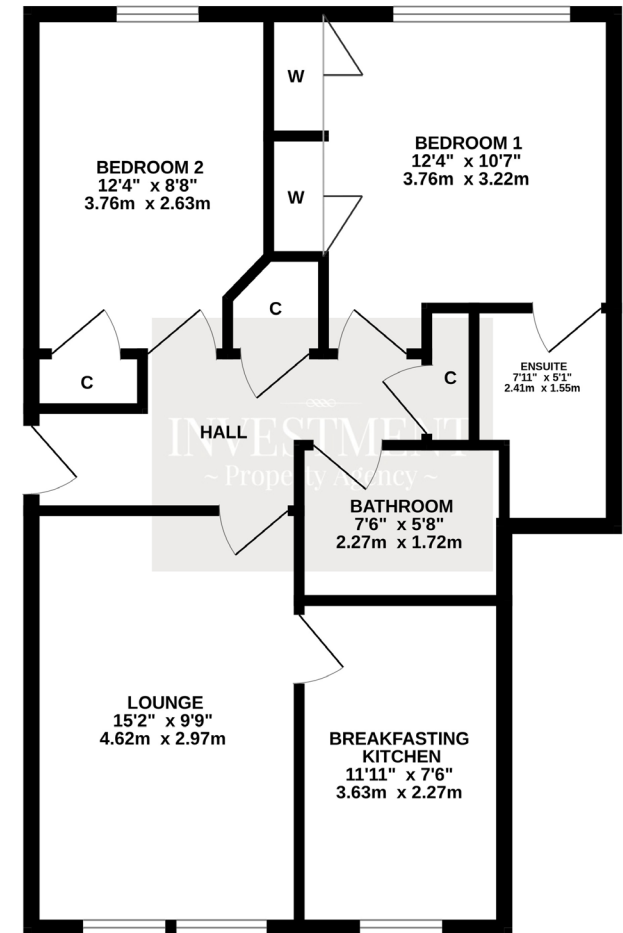 W
BEDROOM 1
12'4" x 10'7"
3.76m x 3.22m
BEDROOM 2
12'4" x 8'8"
3.76m x 2.63m
W
C
C
C
ENSUITE
7'11" x 5'1"
2.41m x 1.55m
HALL
INVESTMENT
~ Property Agency ~
BATHROOM
7'6" x 5'8"
2.27m x 1.72m
LOUNGE
15'2" x 9'9"
4.62m x 2.97m
BREAKFASTING
KITCHEN
11'11" x 7'6"
3.63m x 2.27m